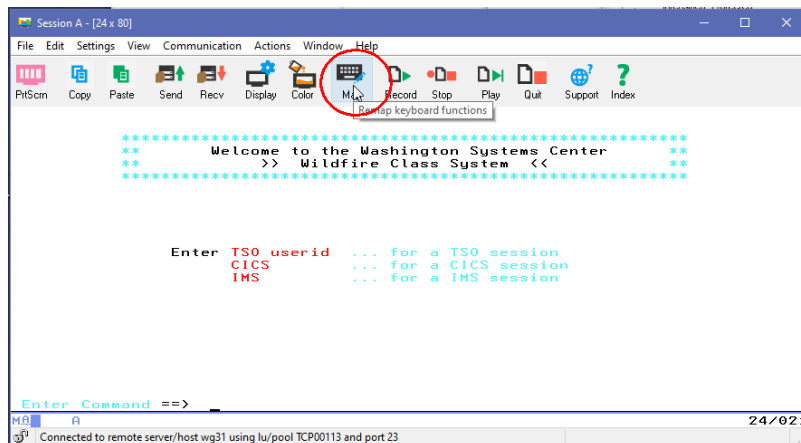 Session A - [24 x 80]
File Edit Settings View Communication Actions Window Help
PrtScrn Copy Paste Send Recv Display Color Record Stop Play Quit Support Index
Remap keyboard functions
*********************************************************
** Welcome to the Washington Systems Center **
** >> Wildfire Class System << **
*********************************************************
Enter TSO userid ... for a TSO session
CICS ... for a CICS session
IMS ... for a IMS session
Enter Command ==> _
MA A 24/02
Connected to remote server/host wg31 using lu/pool TCP00113 and port 23